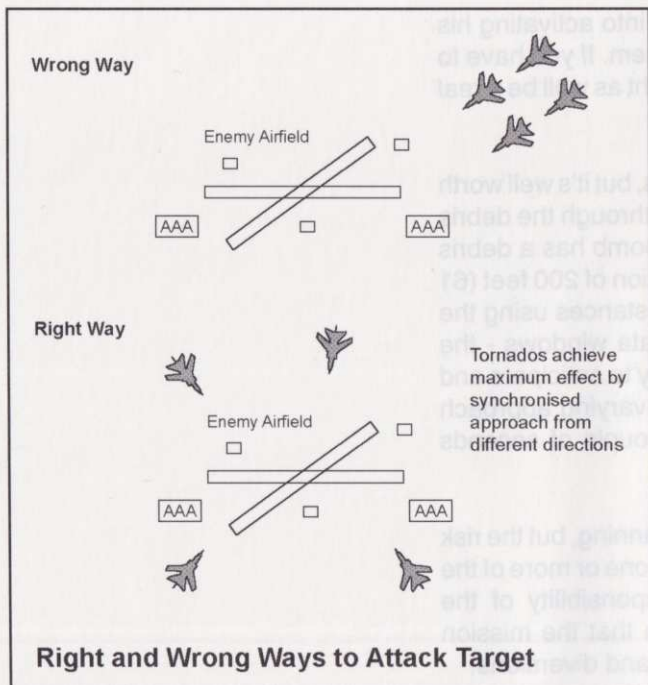 Wrong Way
Enemy Airfield
AAA
AAA
Right Way
Tornados achieve
maximum effect by
synchronised
approach from
different directions
Enemy Airfield
AAA
AAA
Right and Wrong Ways to Attack Target